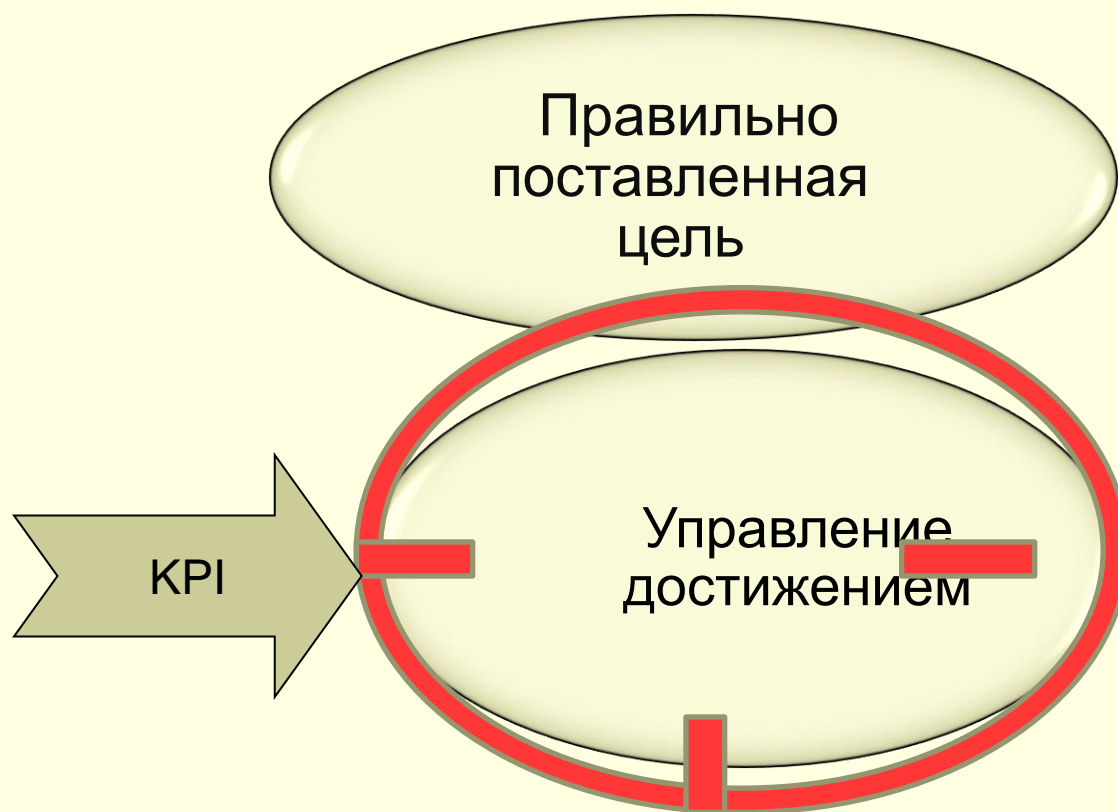 Правильно
поставленная
цель
KPI
Управление
достижением